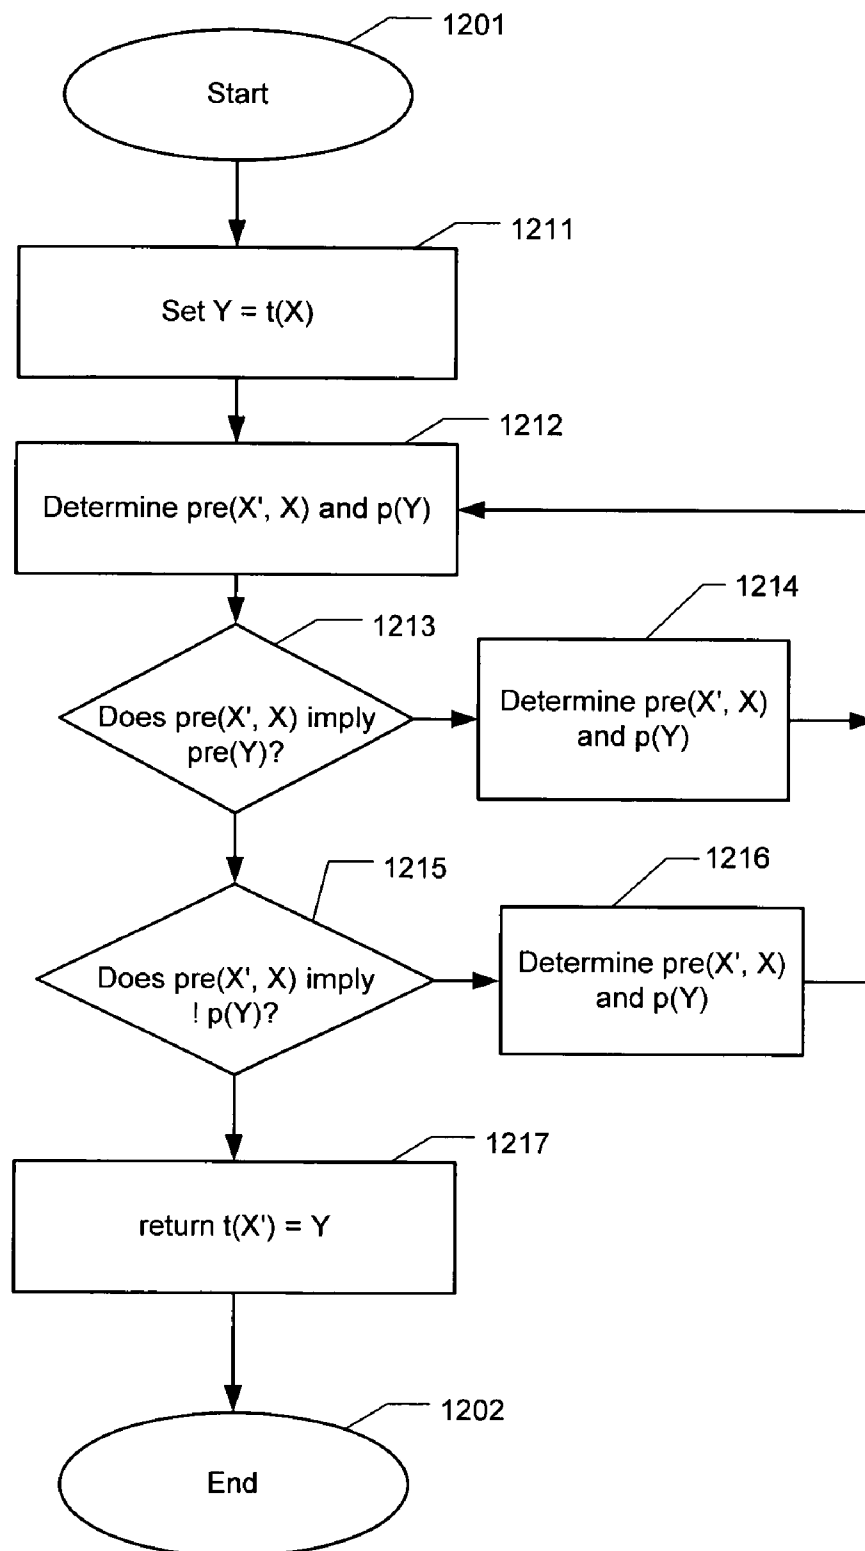 1201
Start
1211
Set Y = t(X)
1212
Determine pre(X', X) and p(Y)
1213
Does pre(X', X) imply
pre(Y)?
1214
Determine pre(X', X)
and p(Y)
1215
Does pre(X', X) imply
! p(Y)?
1216
Determine pre(X', X)
and p(Y)
1217
return t(X') = Y
1202
End